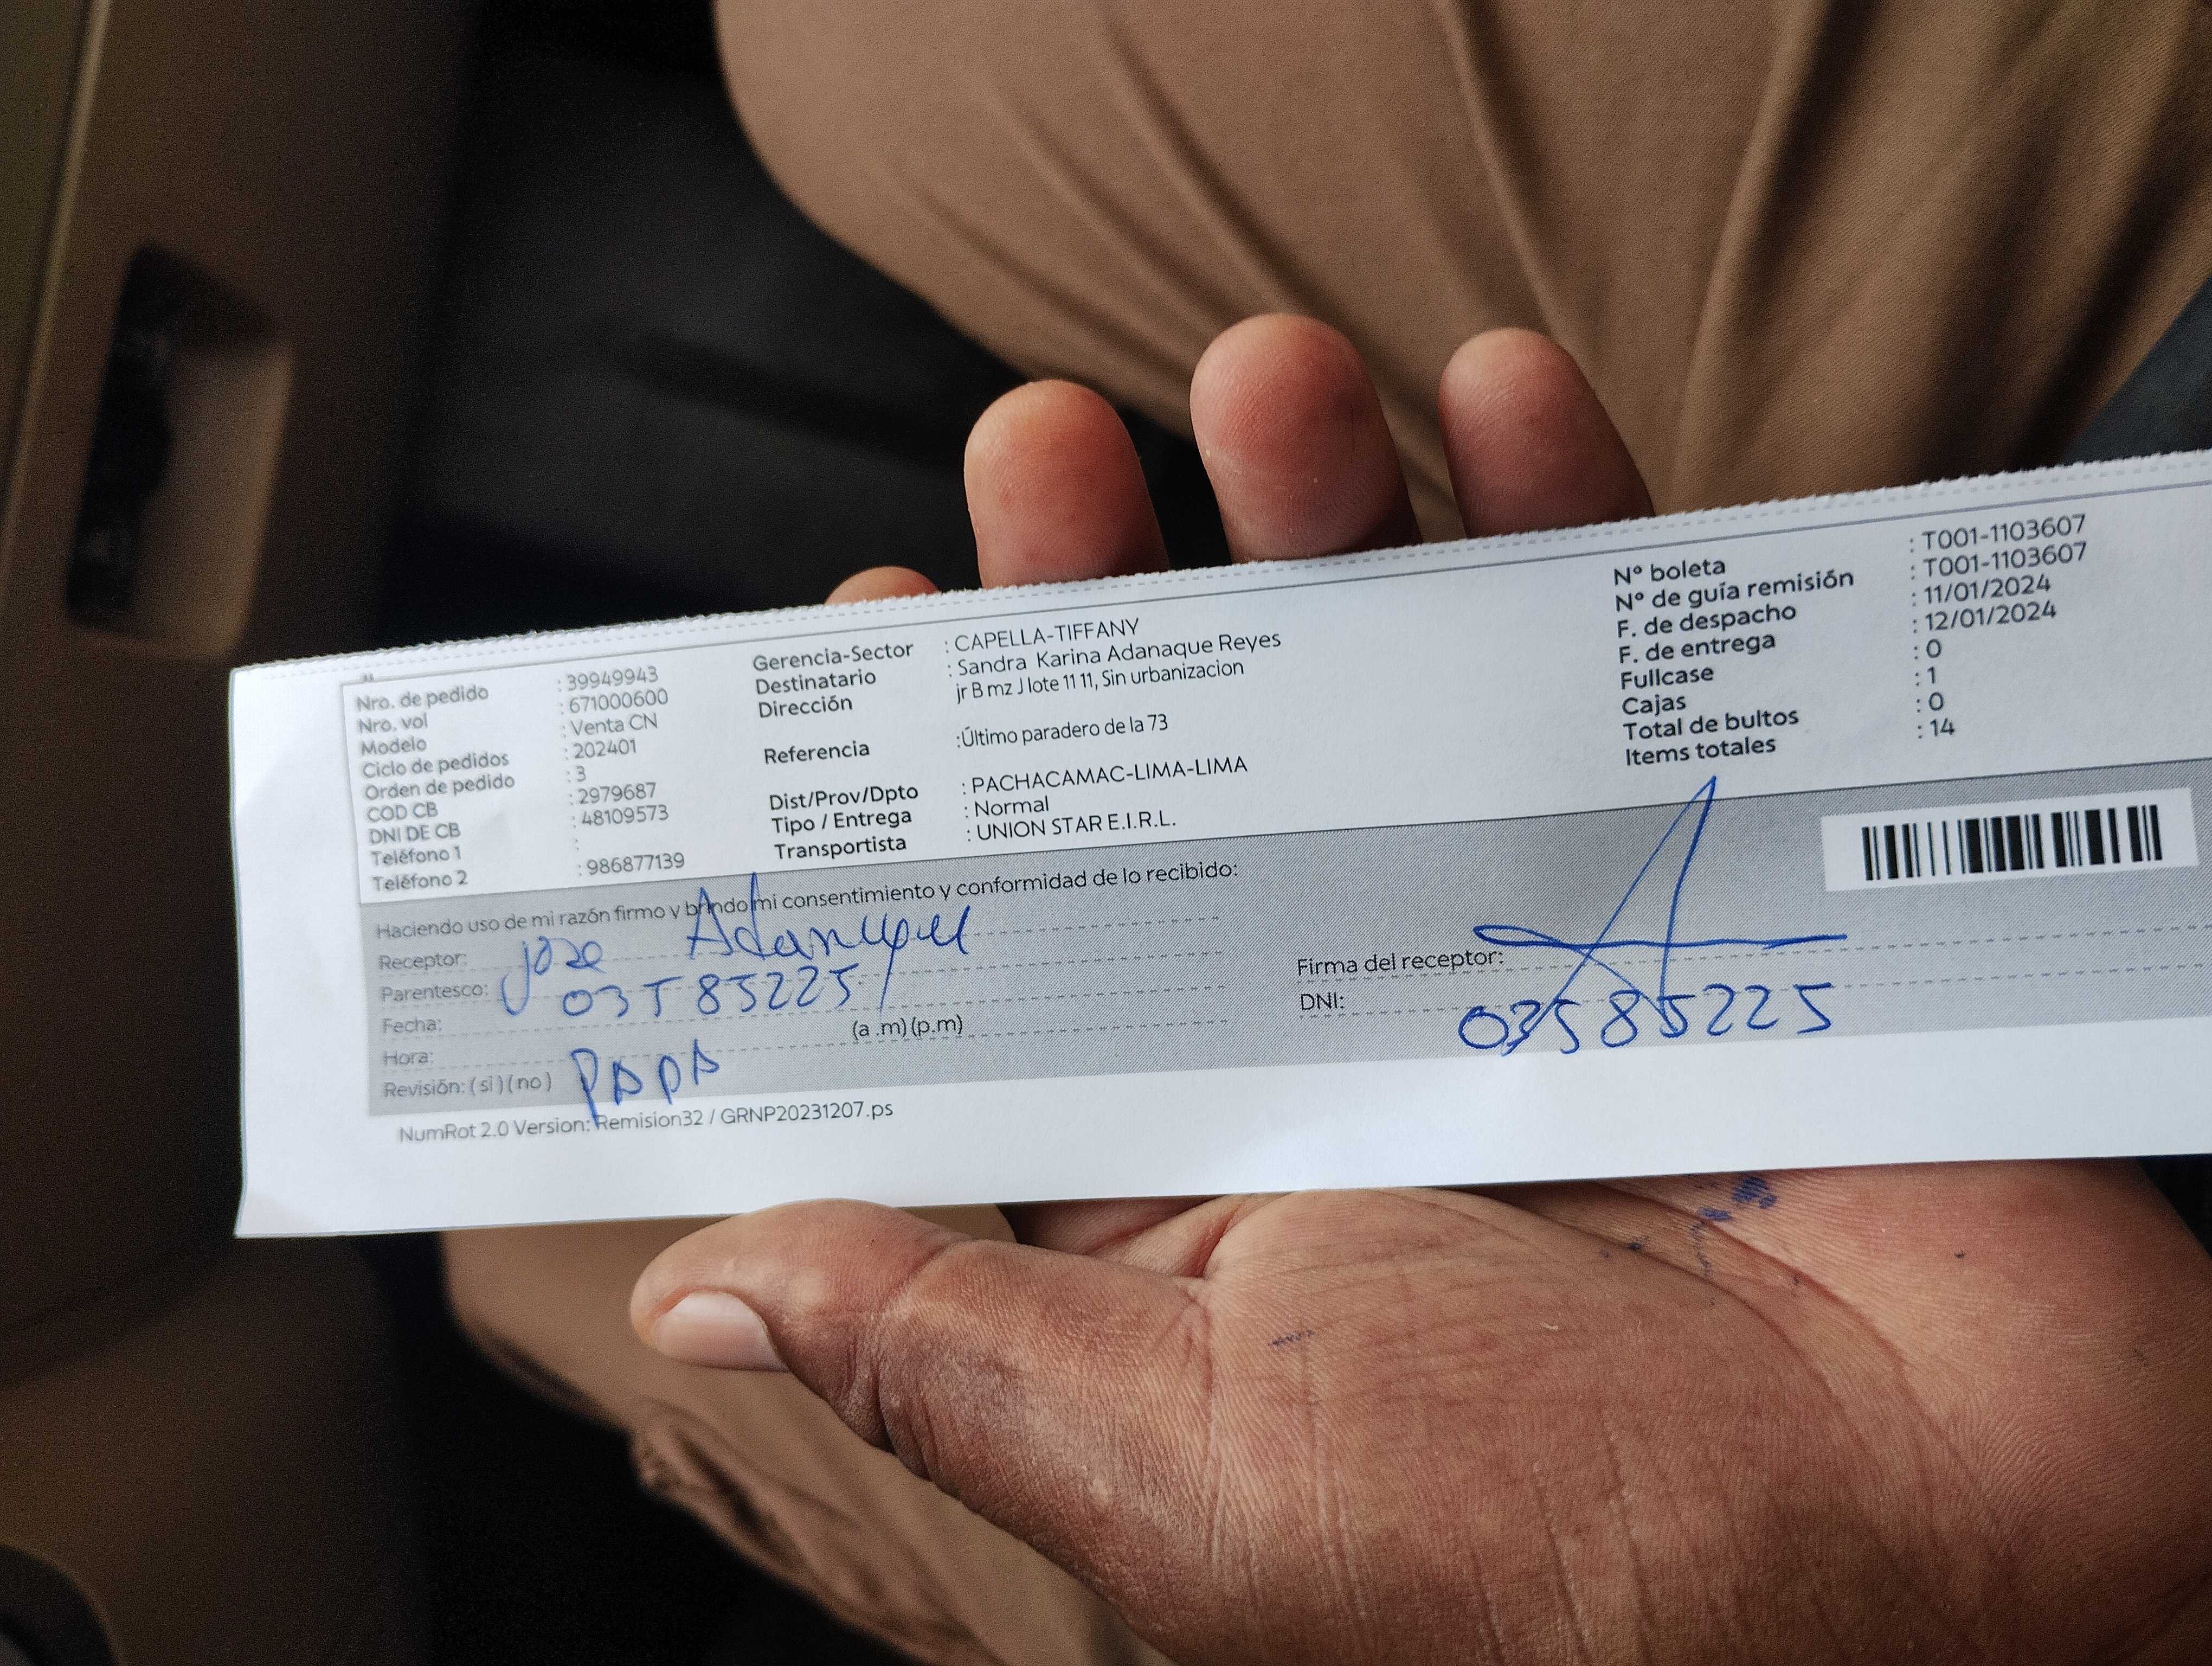 Nro. de pedido : 39949943
Nro. vol : 671000600
Modelo : Venta CN
Ciclo de pedidos : 202401
Orden de pedido : 3
COD CB : 2979687
DNI DE CB : 48109573
Teléfono 1 :
Teléfono 2 : 986877139
Gerencia-Sector : CAPELLA-TIFFANY
Destinatario : Sandra Karina Adanaque Reyes
Dirección jr B mz J lote 11 11, Sin urbanizacion
Referencia :Último paradero de la 73
Dist/Prov/Dpto : PACHACAMAC-LIMA-LIMA
Tipo / Entrega : Normal
Transportista : UNION STAR E.I.R.L.
N° boleta : T001-1103607
N° de guía remisión : T001-1103607
F. de despacho : 11/01/2024
F. de entrega : 12/01/2024
Fullcase : 0
Cajas : 1
Total de bultos : 0
Items totales : 14
Haciendo uso de mi razón firmo y brindo mi consentimiento y conformidad de lo recibido:
Receptor: Jose Adanaque
Parentesco: 03585225
Fecha:
Hora: (a .m) (p.m)
Revisión: ( si ) ( no ) PAPA
Firma del receptor:
DNI: 03585225
NumRot 2.0 Version: Remision32 / GRNP20231207.ps